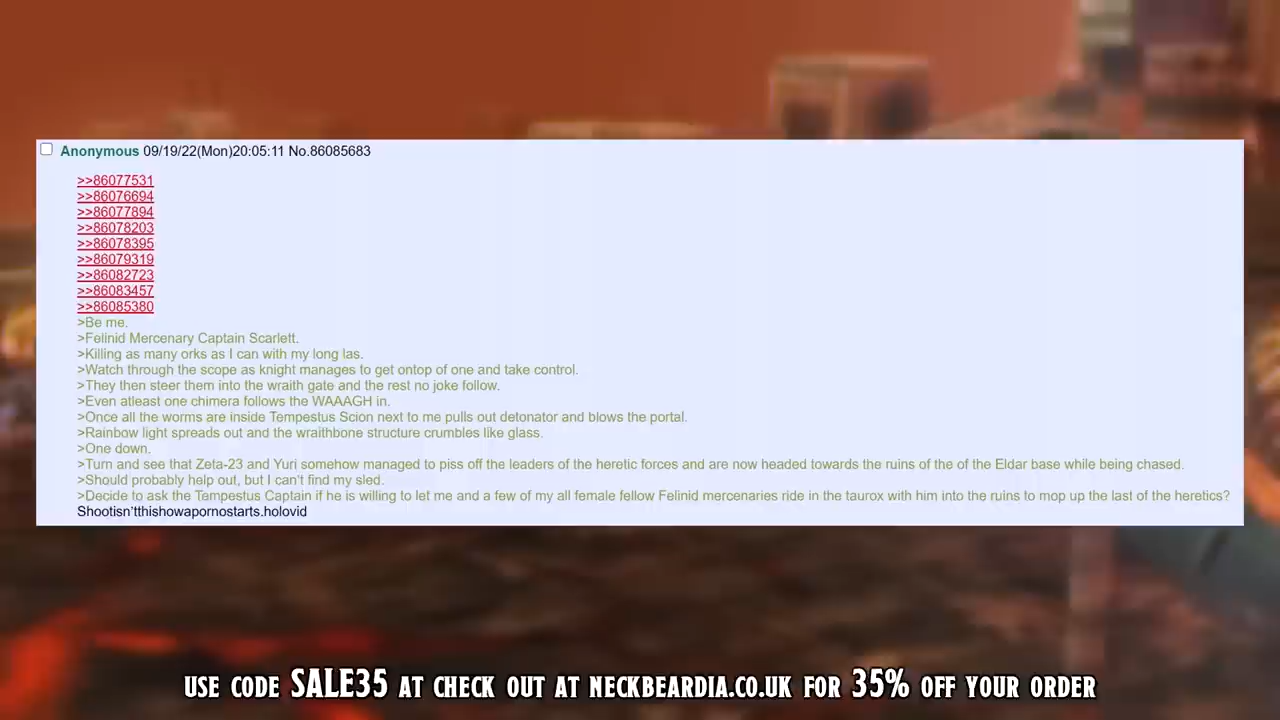 Anonymous 09/19/22(Mon)20:05:11 No.86085683
>>86077531
>>86076694
>>86077894
>>86078203
>>86078395
>>86079319
>>86082723
>>86083457
>>86085380
>Be me.
>Felinid Mercenary Captain Scarlett.
>Killing as many orks as I can with my long las.
>Watch through the scope as knight manages to get ontop of one and take control.
>They then steer them into the wraith gate and the rest no joke follow.
>Even atleast one chimera follows the WAAAGH in.
>Once all the worms are inside Tempestus Scion next to me pulls out detonator and blows the portal.
>Rainbow light spreads out and the wraithbone structure crumbles like glass.
>One down.
>Turn and see that Zeta-23 and Yuri somehow managed to piss off the leaders of the heretic forces and are now headed towards the ruins of the of the Eldar base while being chased.
>Should probably help out, but I can't find my sled.
>Decide to ask the Tempestus Captain if he is willing to let me and a few of my all female fellow Felinid mercenaries ride in the taurox with him into the ruins to mop up the last of the heretics?
Shootisn'tthishowapornostarts.holovid
USE CODE SALE35 AT CHECK OUT AT NECKBEARDIA.CO.UK FOR 35% OFF YOUR ORDER